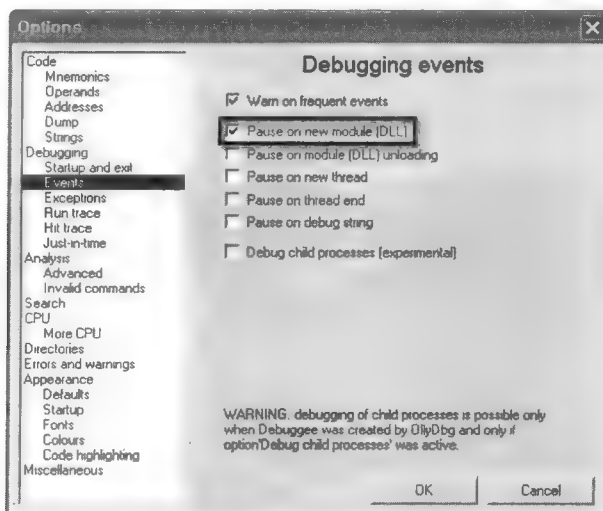 Options
Code
Mnemonics
Operands
Addresses
Dump
Strings
Debugging
Startup and exit
Events
Exceptions
Run trace
Hit trace
Just-in-time
Analysis
Advanced
Invalid commands
Search
CPU
More CPU
Directories
Errors and warnings
Appearance
Defaults
Startup
Fonts
Colours
Code highlighting
Miscellaneous
Debugging events
Warn on frequent events
Pause on new module (DLL)
Pause on module (DLL) unloading
Pause on new thread
Pause on thread end
Pause on debug string
Debug child processes (expermental)
WARNING, debugging of child processes is possible only
when Debuggee was created by OllyDbg and only if
option'Debug child processes' was active.
OK
Cancel